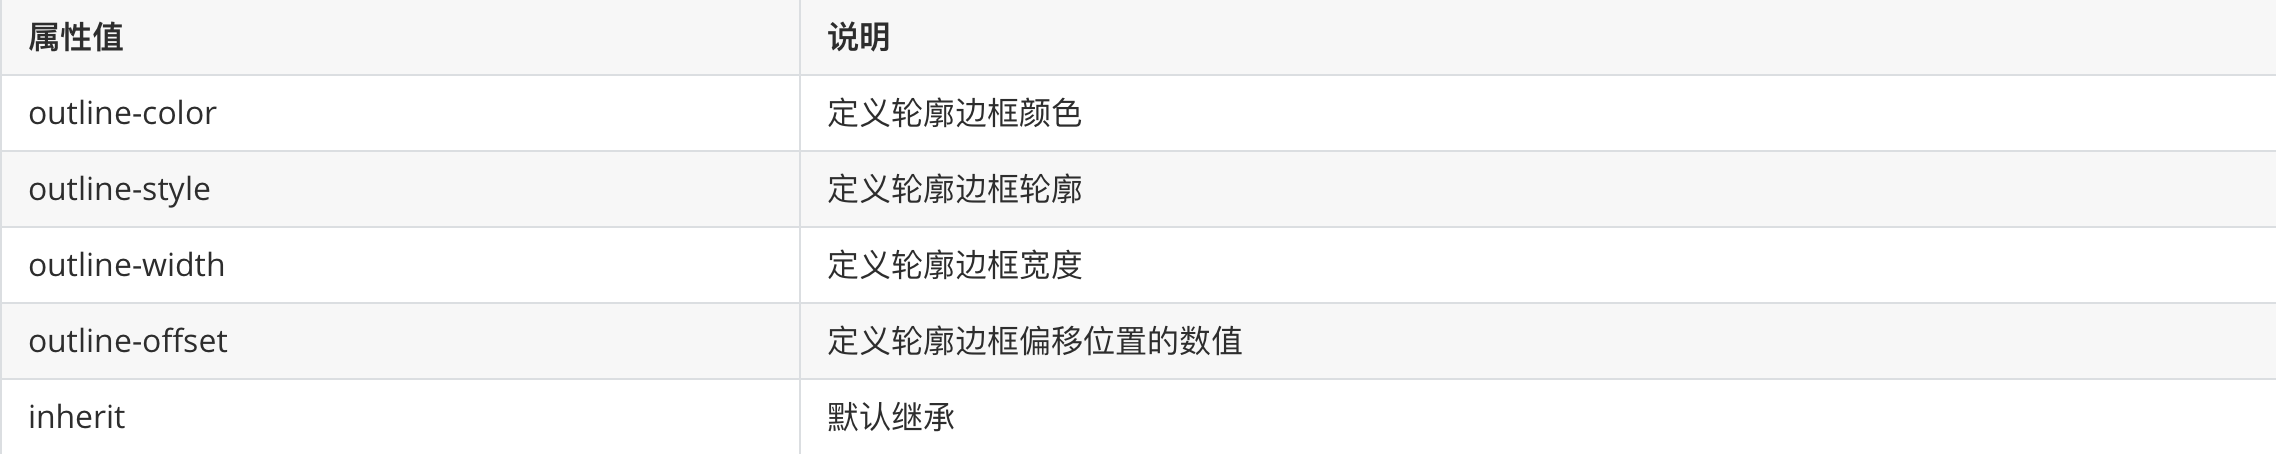 属性值 说明
outline-color 定义轮廓边框颜色
outline-style 定义轮廓边框轮廓
outline-width 定义轮廓边框宽度
outline-offset 定义轮廓边框偏移位置的数值
inherit 默认继承